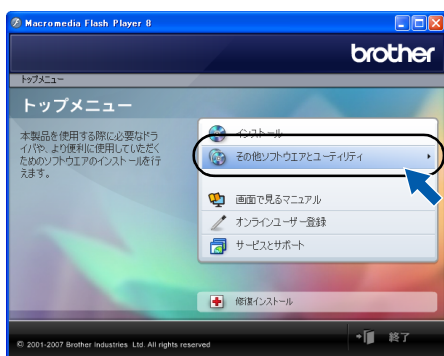 Macromedia Flash Player 8
brother
トップメニュー
トップメニュー
本製品を使用する際に必要なドラ
イバや、より便利に使用していただく
ためのソフトウエアのインストールを行
えます。
インストール
その他ソフトウエアとユーティリティ
画面で見るマニュアル
オンラインユーザー登録
サービスとサポート
修復インストール
© 2001-2007 Brother Industries Ltd. All rights reserved
終了